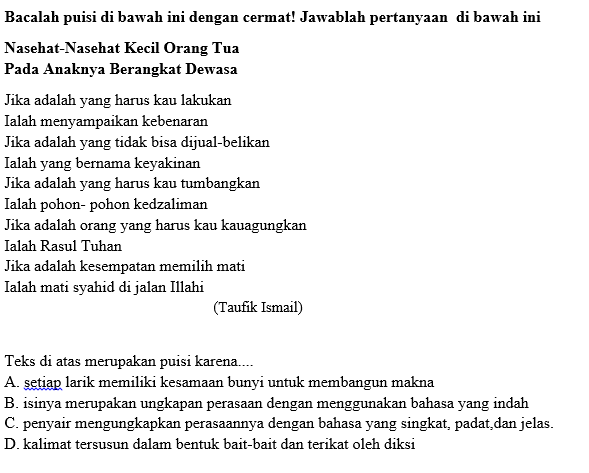 Bacalah puisi di bawah ini dengan cermat! Jawablah pertanyaan  di bawah ini
Nasehat-Nasehat Kecil Orang Tua
Pada Anaknya Berangkat Dewasa
Jika adalah yang harus kau lakukan
Ialah menyampaikan kebenaran
Jika adalah yang tidak bisa dijual-belikan
Ialah yang bernama keyakinan
Jika adalah yang harus kau tumbangkan
Ialah pohon- pohon kedzaliman
Jika adalah orang yang harus kau kauagungkan
Ialah Rasul Tuhan
Jika adalah kesempatan memilih mati
Ialah mati syahid di jalan Illahi
(Taufik Ismail)
Teks di atas merupakan puisi karena....
A. setiap larik memiliki kesamaan bunyi untuk membangun makna
B. isinya merupakan ungkapan perasaan dengan menggunakan bahasa yang indah
C. penyair mengungkapkan perasaannya dengan bahasa yang singkat, padat,dan jelas.
D. kalimat tersusun dalam bentuk bait-bait dan terikat oleh diksi